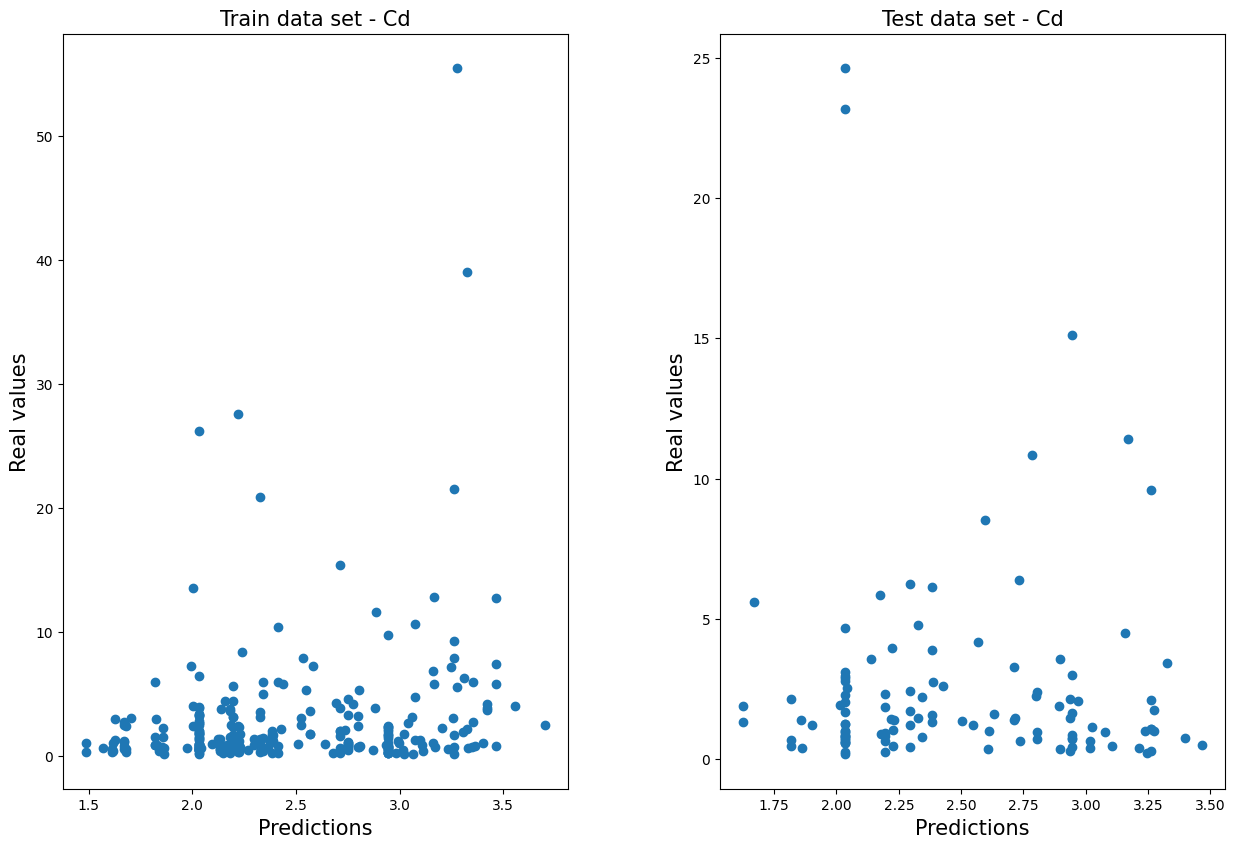 Train data set - Cd
Real values
50
40
30
20
10
0
1.5 2.0 2.5 3.0 3.5
Predictions
Test data set - Cd
Real values
25
20
15
10
5
0
1.75 2.00 2.25 2.50 2.75 3.00 3.25 3.50
Predictions